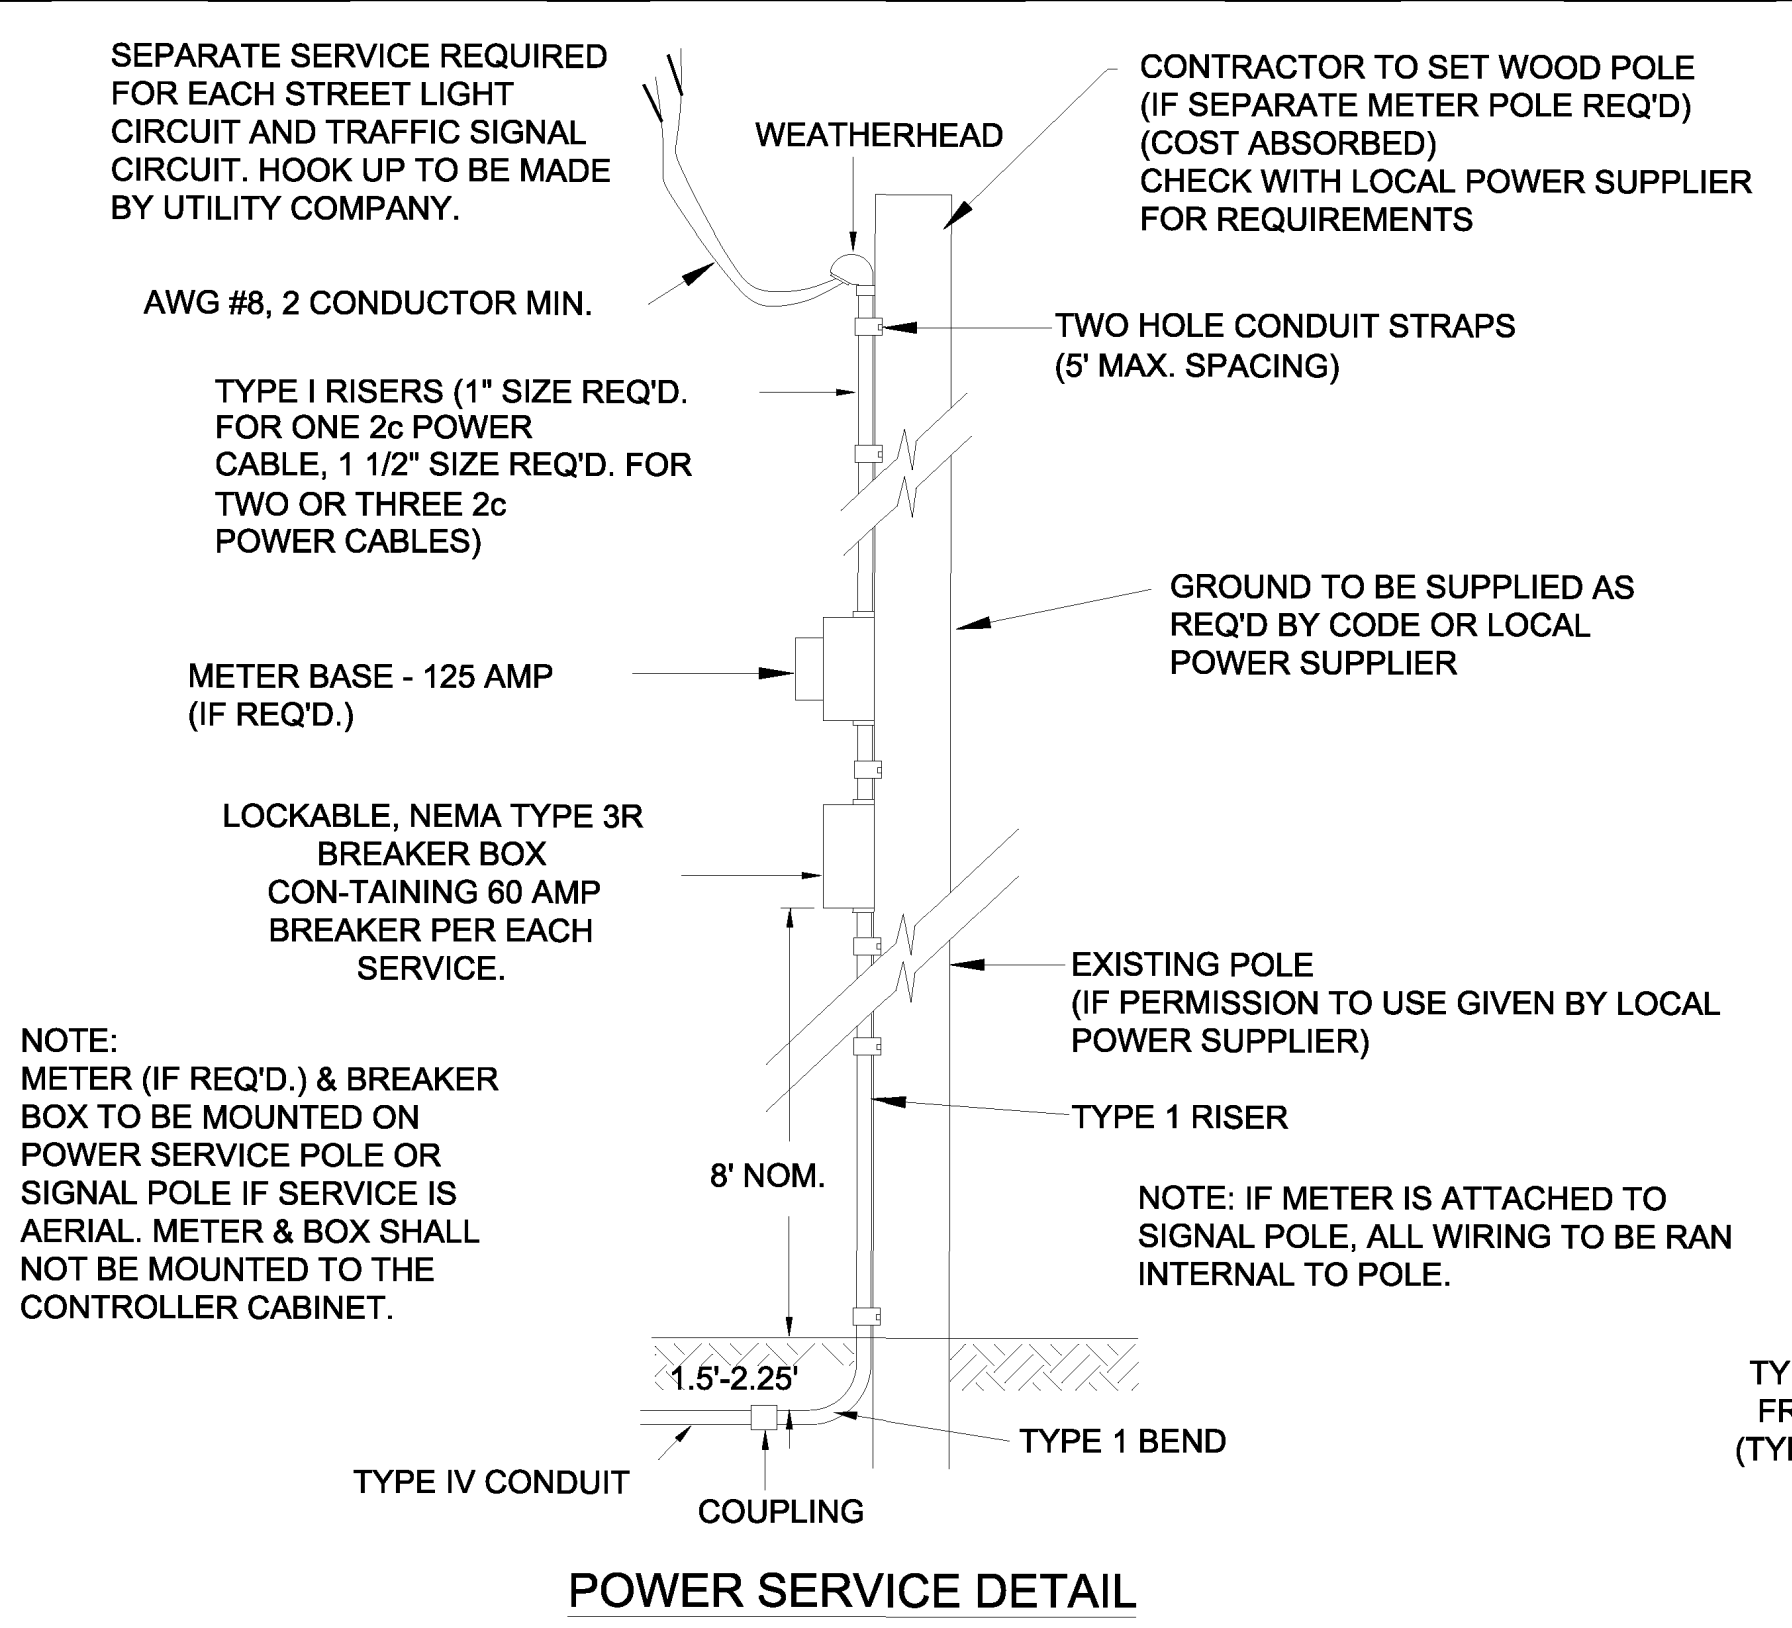 SEPARATE SERVICE REQUIRED
FOR EACH STREET LIGHT
CIRCUIT AND TRAFFIC SIGNAL
CIRCUIT. HOOK UP TO BE MADE
BY UTILITY COMPANY.
WEATHERHEAD
CONTRACTOR TO SET WOOD POLE
(IF SEPARATE METER POLE REQ'D)
(COST ABSORBED)
CHECK WITH LOCAL POWER SUPPLIER
FOR REQUIREMENTS
AWG #8, 2 CONDUCTOR MIN.
TWO HOLE CONDUIT STRAPS
(5' MAX. SPACING)
TYPE I RISERS (1" SIZE REQ'D.
FOR ONE 2c POWER
CABLE, 1 1/2" SIZE REQ'D. FOR
TWO OR THREE 2c
POWER CABLES)
GROUND TO BE SUPPLIED AS
REQ'D BY CODE OR LOCAL
POWER SUPPLIER
METER BASE - 125 AMP
(IF REQ'D.)
LOCKABLE, NEMA TYPE 3R
BREAKER BOX
CON-TAINING 60 AMP
BREAKER PER EACH
SERVICE.
EXISTING POLE
(IF PERMISSION TO USE GIVEN BY LOCAL
POWER SUPPLIER)
NOTE:
METER (IF REQ'D.) & BREAKER
BOX TO BE MOUNTED ON
POWER SERVICE POLE OR
SIGNAL POLE IF SERVICE IS
AERIAL. METER & BOX SHALL
NOT BE MOUNTED TO THE
CONTROLLER CABINET.
TYPE 1 RISER
8' NOM.
NOTE: IF METER IS ATTACHED TO
SIGNAL POLE, ALL WIRING TO BE RAN
INTERNAL TO POLE.
1.5'-2.25'
TYPE 1 BEND
TYPE IV CONDUIT
COUPLING
TY
FR
(TY
POWER SERVICE DETAIL